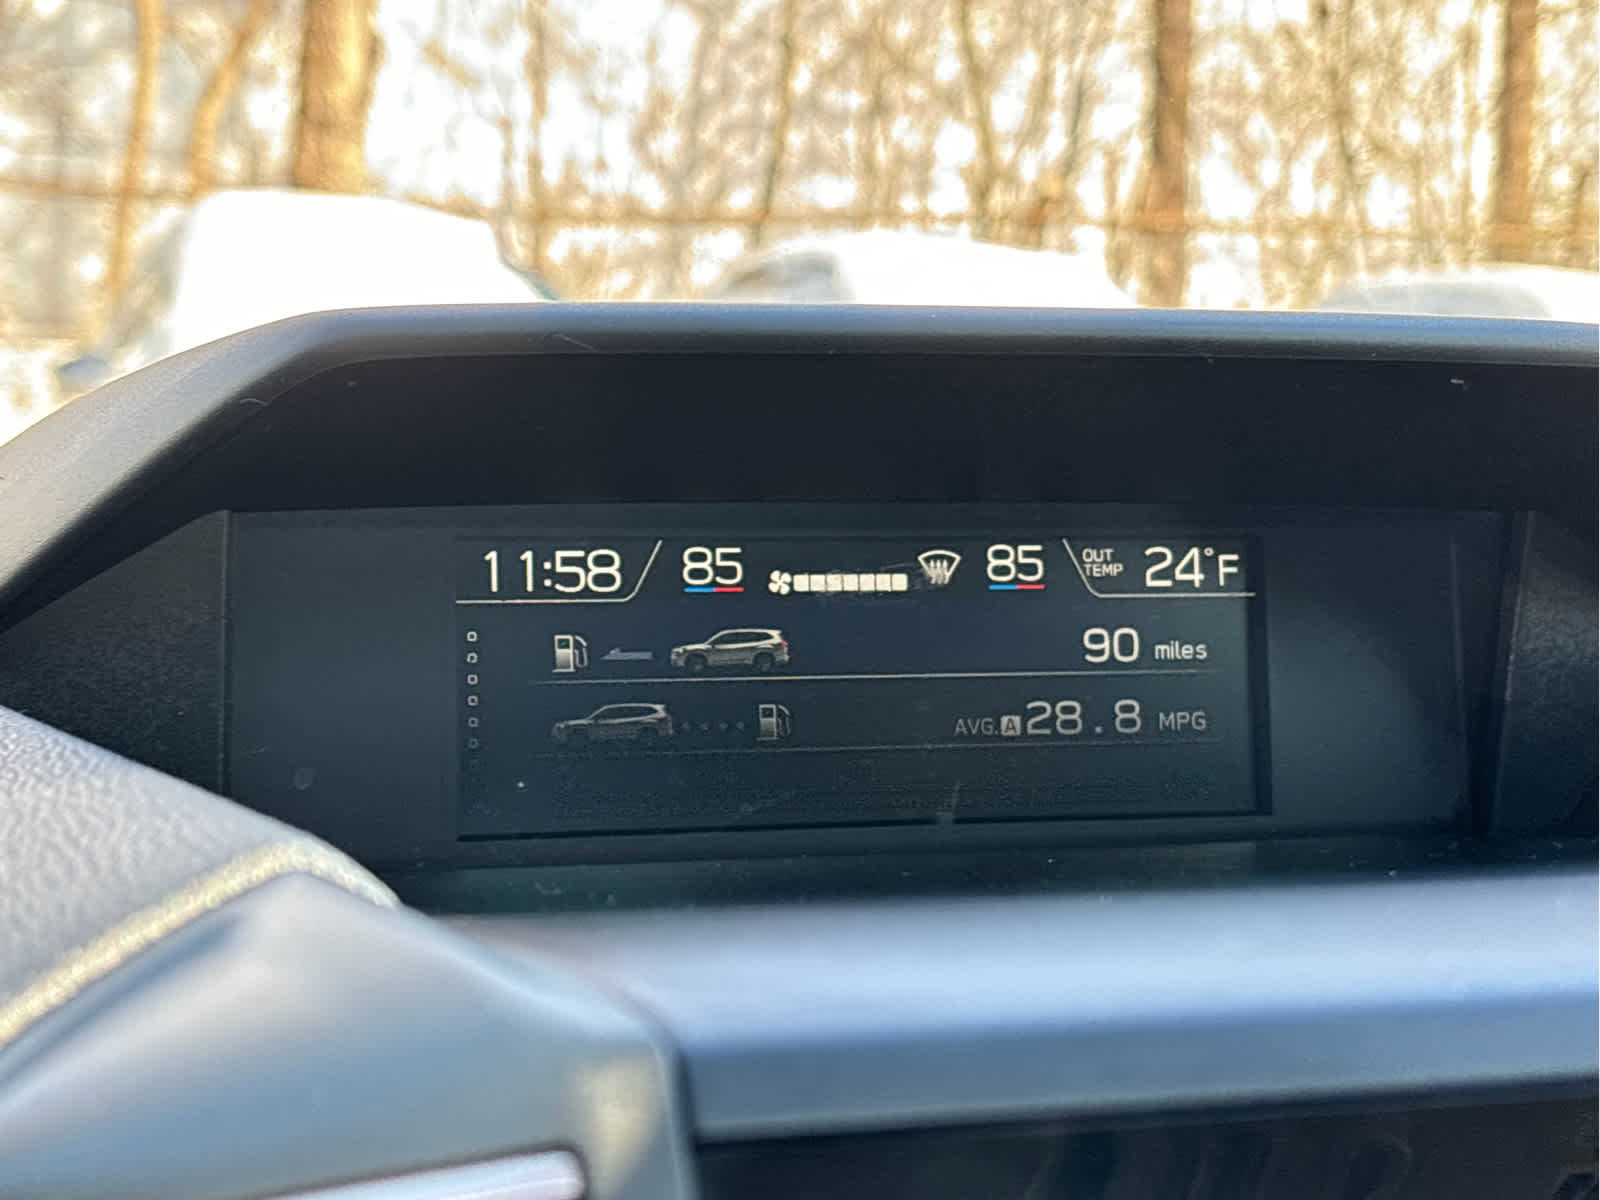 11:58 85 85 OUT TEMP 24°F
90 miles
AVG. A 28.8 MPG